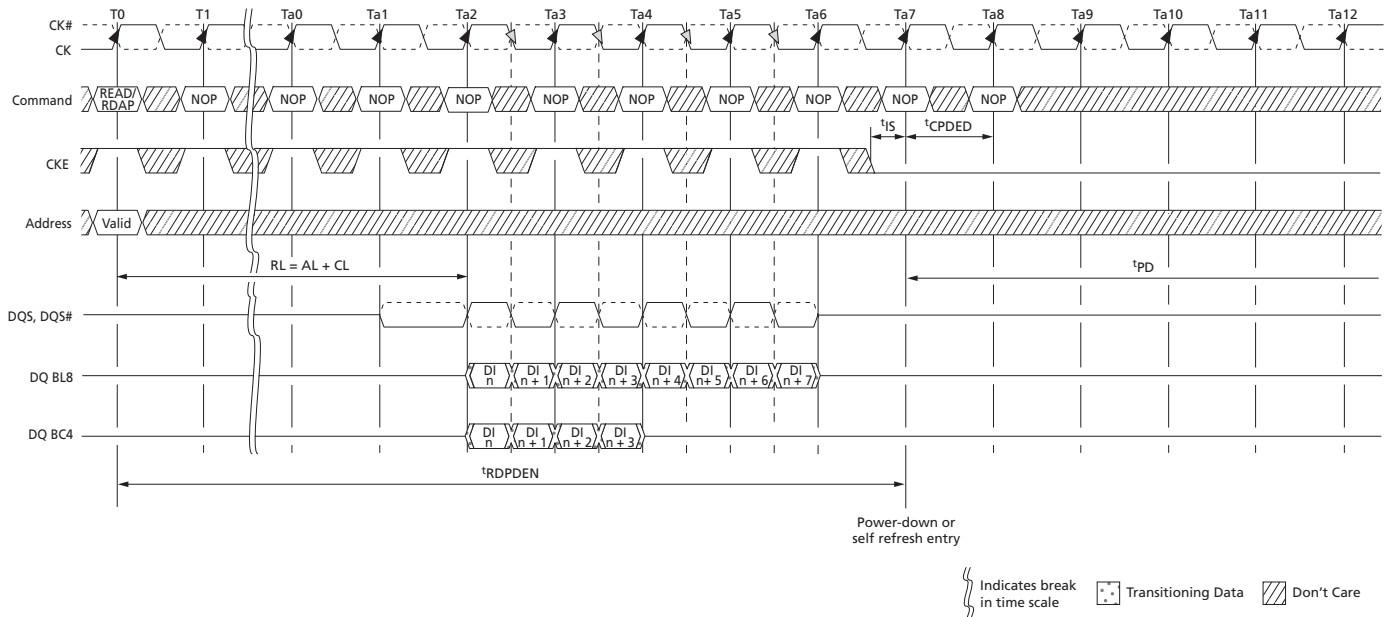 T0 T1 Ta0 Ta1 Ta2 Ta3 Ta4 Ta5 Ta6 Ta7 Ta8 Ta9 Ta10 Ta11 Ta12
CK#
CK
Command READ/ NOP NOP NOP NOP NOP NOP NOP NOP NOP NOP
RDAP
tIS tCPDED
CKE
Address Valid
RL = AL + CL tPD
DQS, DQS#
DQ BL8 DI DI DI DI DI DI DI DI
n n + 1 n + 2 n + 3 n + 4 n+ 5 n + 6 n + 7
DQ BC4 DI DI DI DI
n n + 1 n + 2 n + 3
tRDPDEN
Power-down or
self refresh entry
Indicates break
in time scale
Transitioning Data
Don't Care